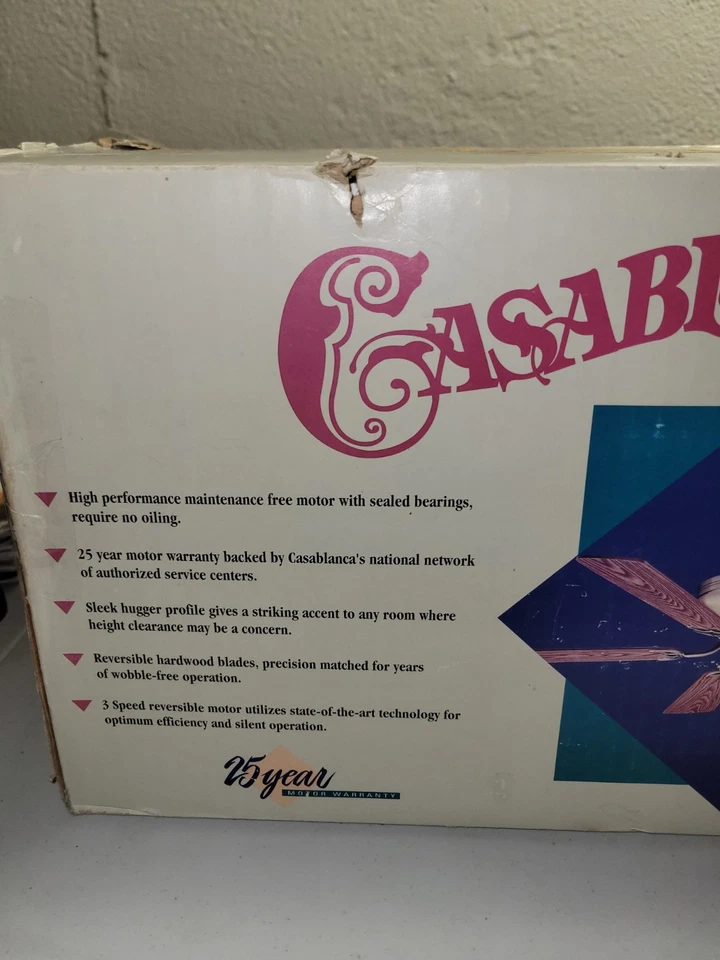 CASABL
High performance maintenance free motor with sealed bearings,
require no oiling.
25 year motor warranty backed by Casablanca's national network
of authorized service centers.
Sleek hugger profile gives a striking accent to any room where
height clearance may be a concern.
Reversible hardwood blades, precision matched for years
of wobble-free operation.
3 Speed reversible motor utilizes state-of-the-art technology for
optimum efficiency and silent operation.
25 year
MOTOR WARRANTY